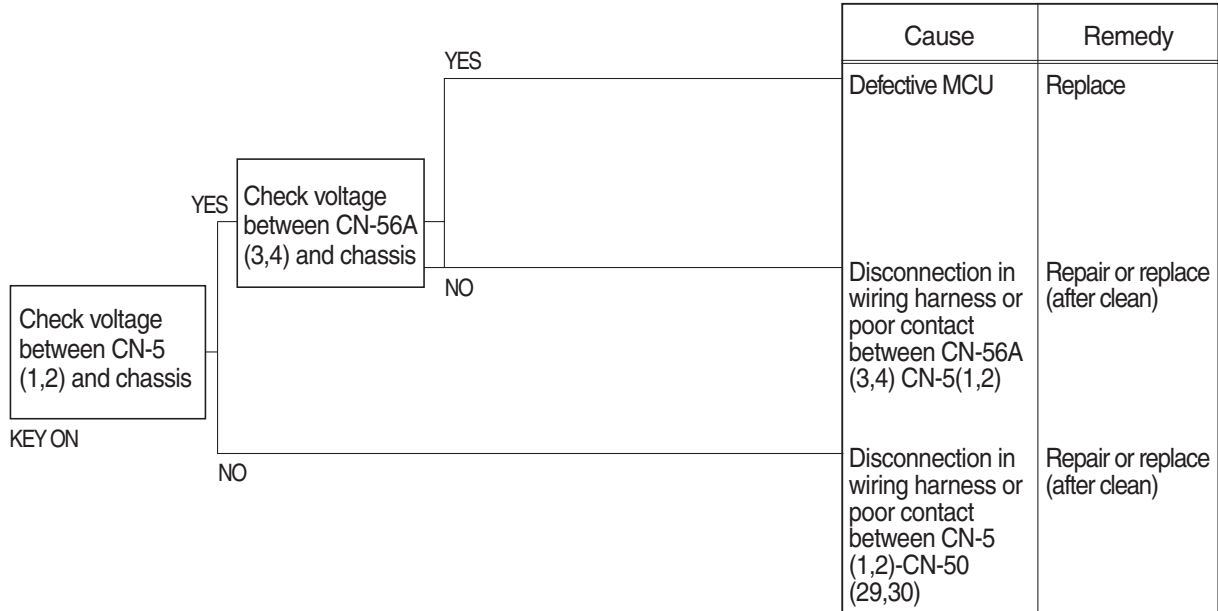 Cause
Remedy
YES
Defective MCU
Replace
YES
Check voltage
between CN-56A
(3,4) and chassis
NO
Disconnection in
wiring harness or
poor contact
between CN-56A
(3,4) CN-5(1,2)
Repair or replace
(after clean)
Check voltage
between CN-5
(1,2) and chassis
KEY ON
NO
Disconnection in
wiring harness or
poor contact
between CN-5
(1,2)-CN-50
(29,30)
Repair or replace
(after clean)